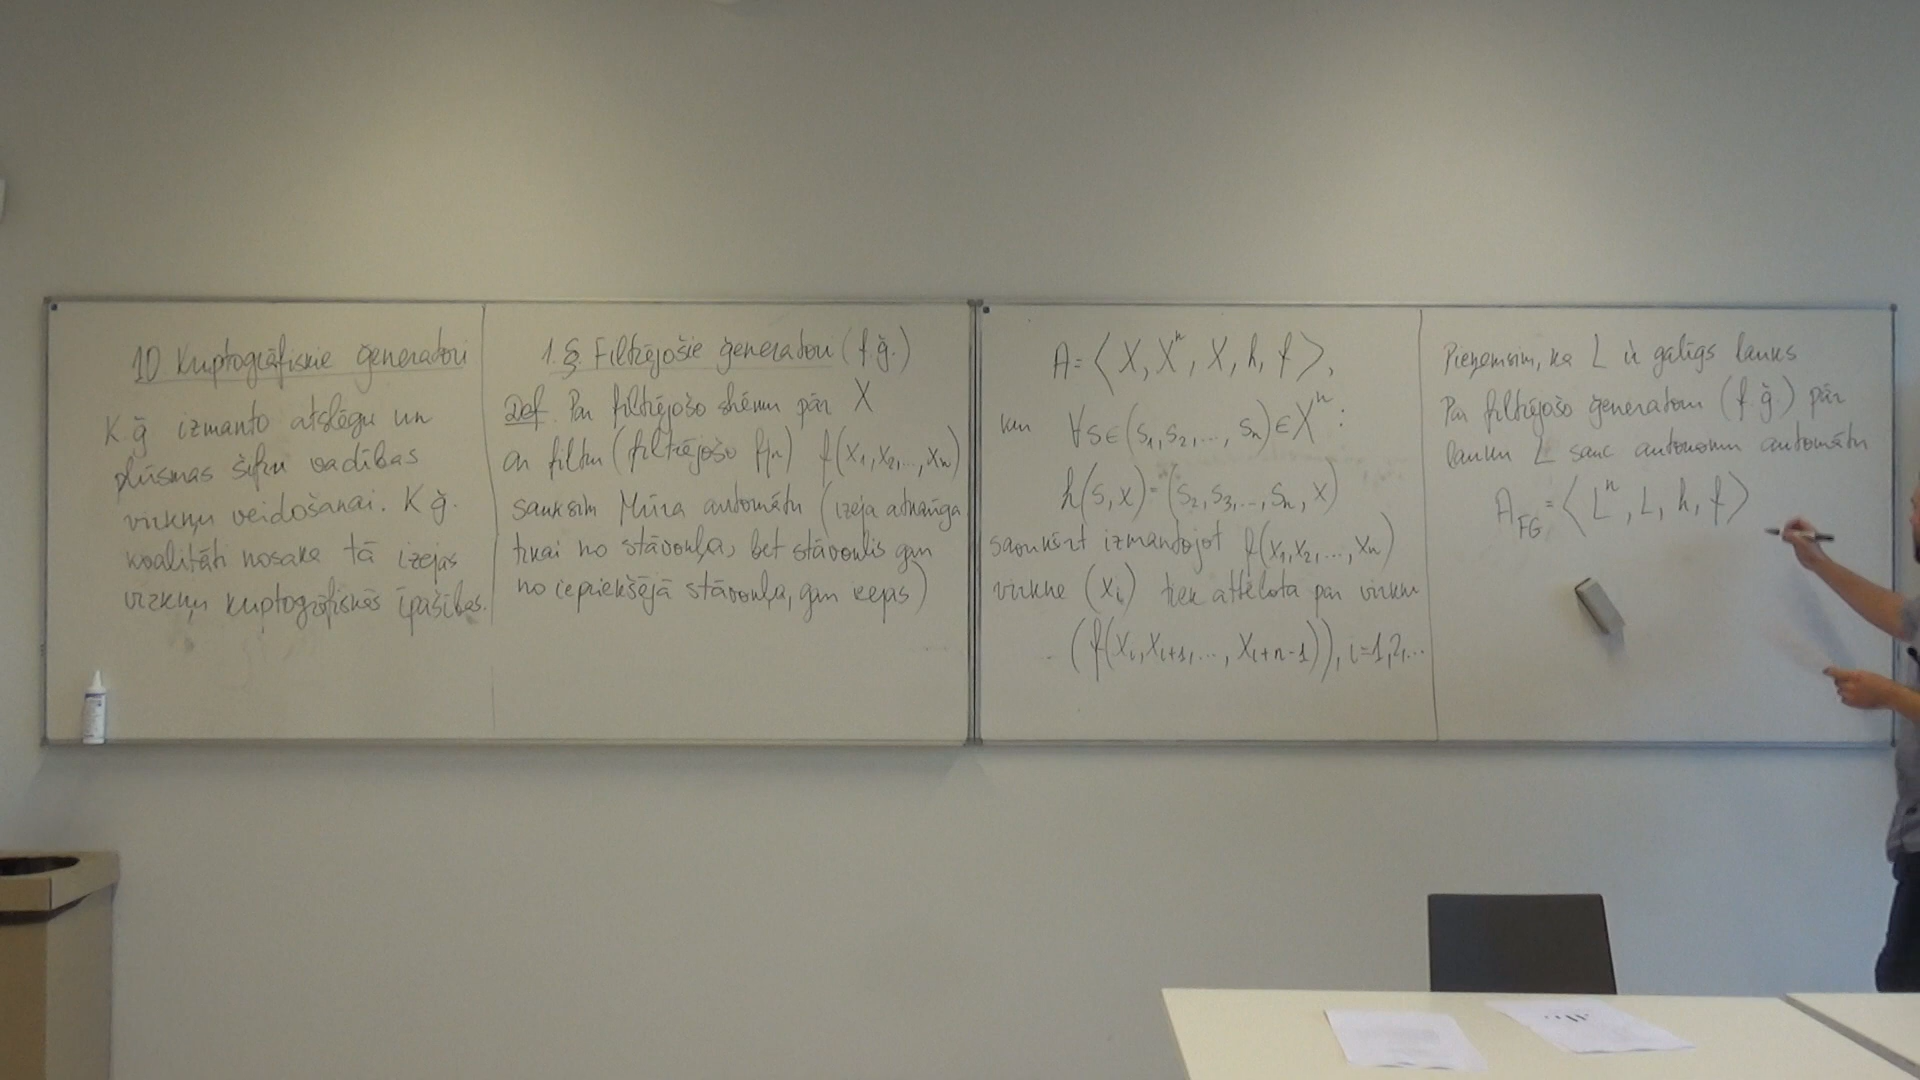 10 Kriptogrāfiskie ģeneratori
K ģ izmanto atslēgu un
plūsmas šifru vadības
virkņu veidošanai. K ģ.
kvalitāti nosaka tā izejas
virkņu kriptogrāfiskās īpašības.
1.§. Filtrējošie ģeneratori (f.ģ.)
Def. Par filtrējošo shēmu pār X
ar filtru (filtrējošo fju) f(x₁,x₂,...,xₙ)
sauksim Mūra automātu (izeja atkarīga
tikai no stāvokļa, bet stāvoklis gan
no iepriekšējā stāvokļa, gan ieejas)
A=⟨X, Xⁿ, X, h, f⟩,
kur ∀s∈(s₁,s₂,..., sₙ)∈Xⁿ:
h(s,x)=(s₂,s₃,...,sₙ,x)
savukārt izmantojot f(x₁,x₂,...,xₙ)
virkne (xᵢ) tiek attēlota par virkni
(f(xᵢ,xᵢ₊₁,..., xᵢ₊ₙ₋₁)), i=1,2,...
Pieņemsim, ka L ir galīgs lauks
Par filtrējošo ģeneratoru (f.ģ.) pār
lauku L sauc autonomu automātu
A_FG=⟨Lⁿ, L, h, f⟩